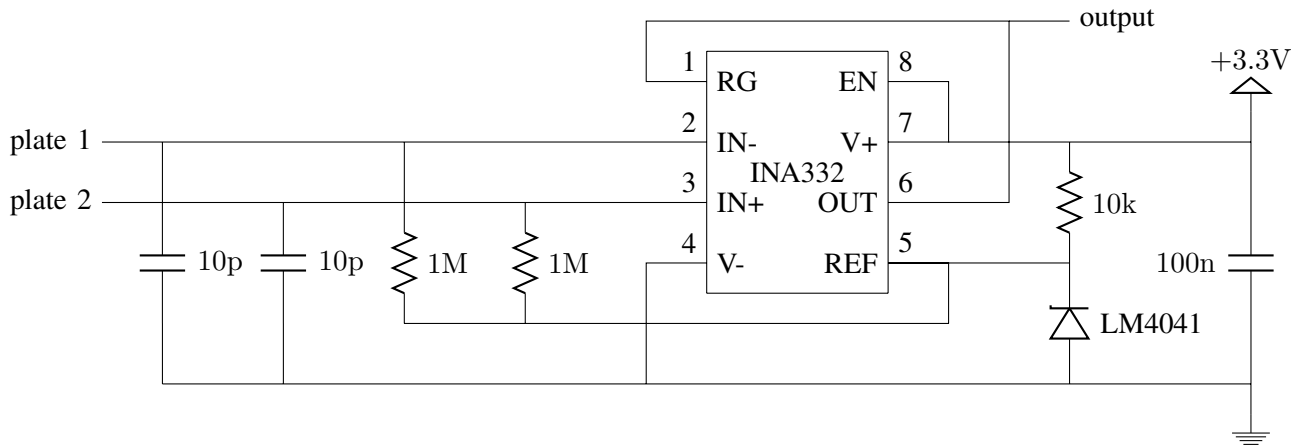 output
+3.3V
1 RG EN 8
plate 1 2 IN- V+ 7
INA332
plate 2 3 IN+ OUT 6 10k
10p 10p 1M 1M 4 V- REF 5 100n
LM4041